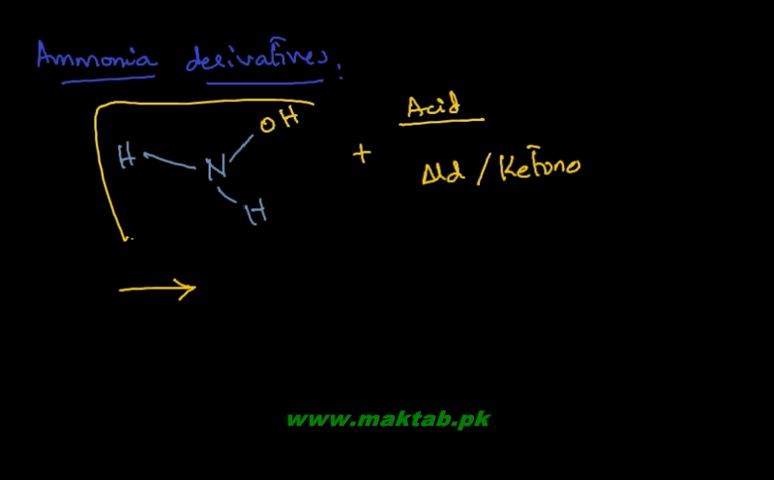 Ammonia derivatives:
Acid
H N OH + Ald / Ketone
H
www.maktab.pk